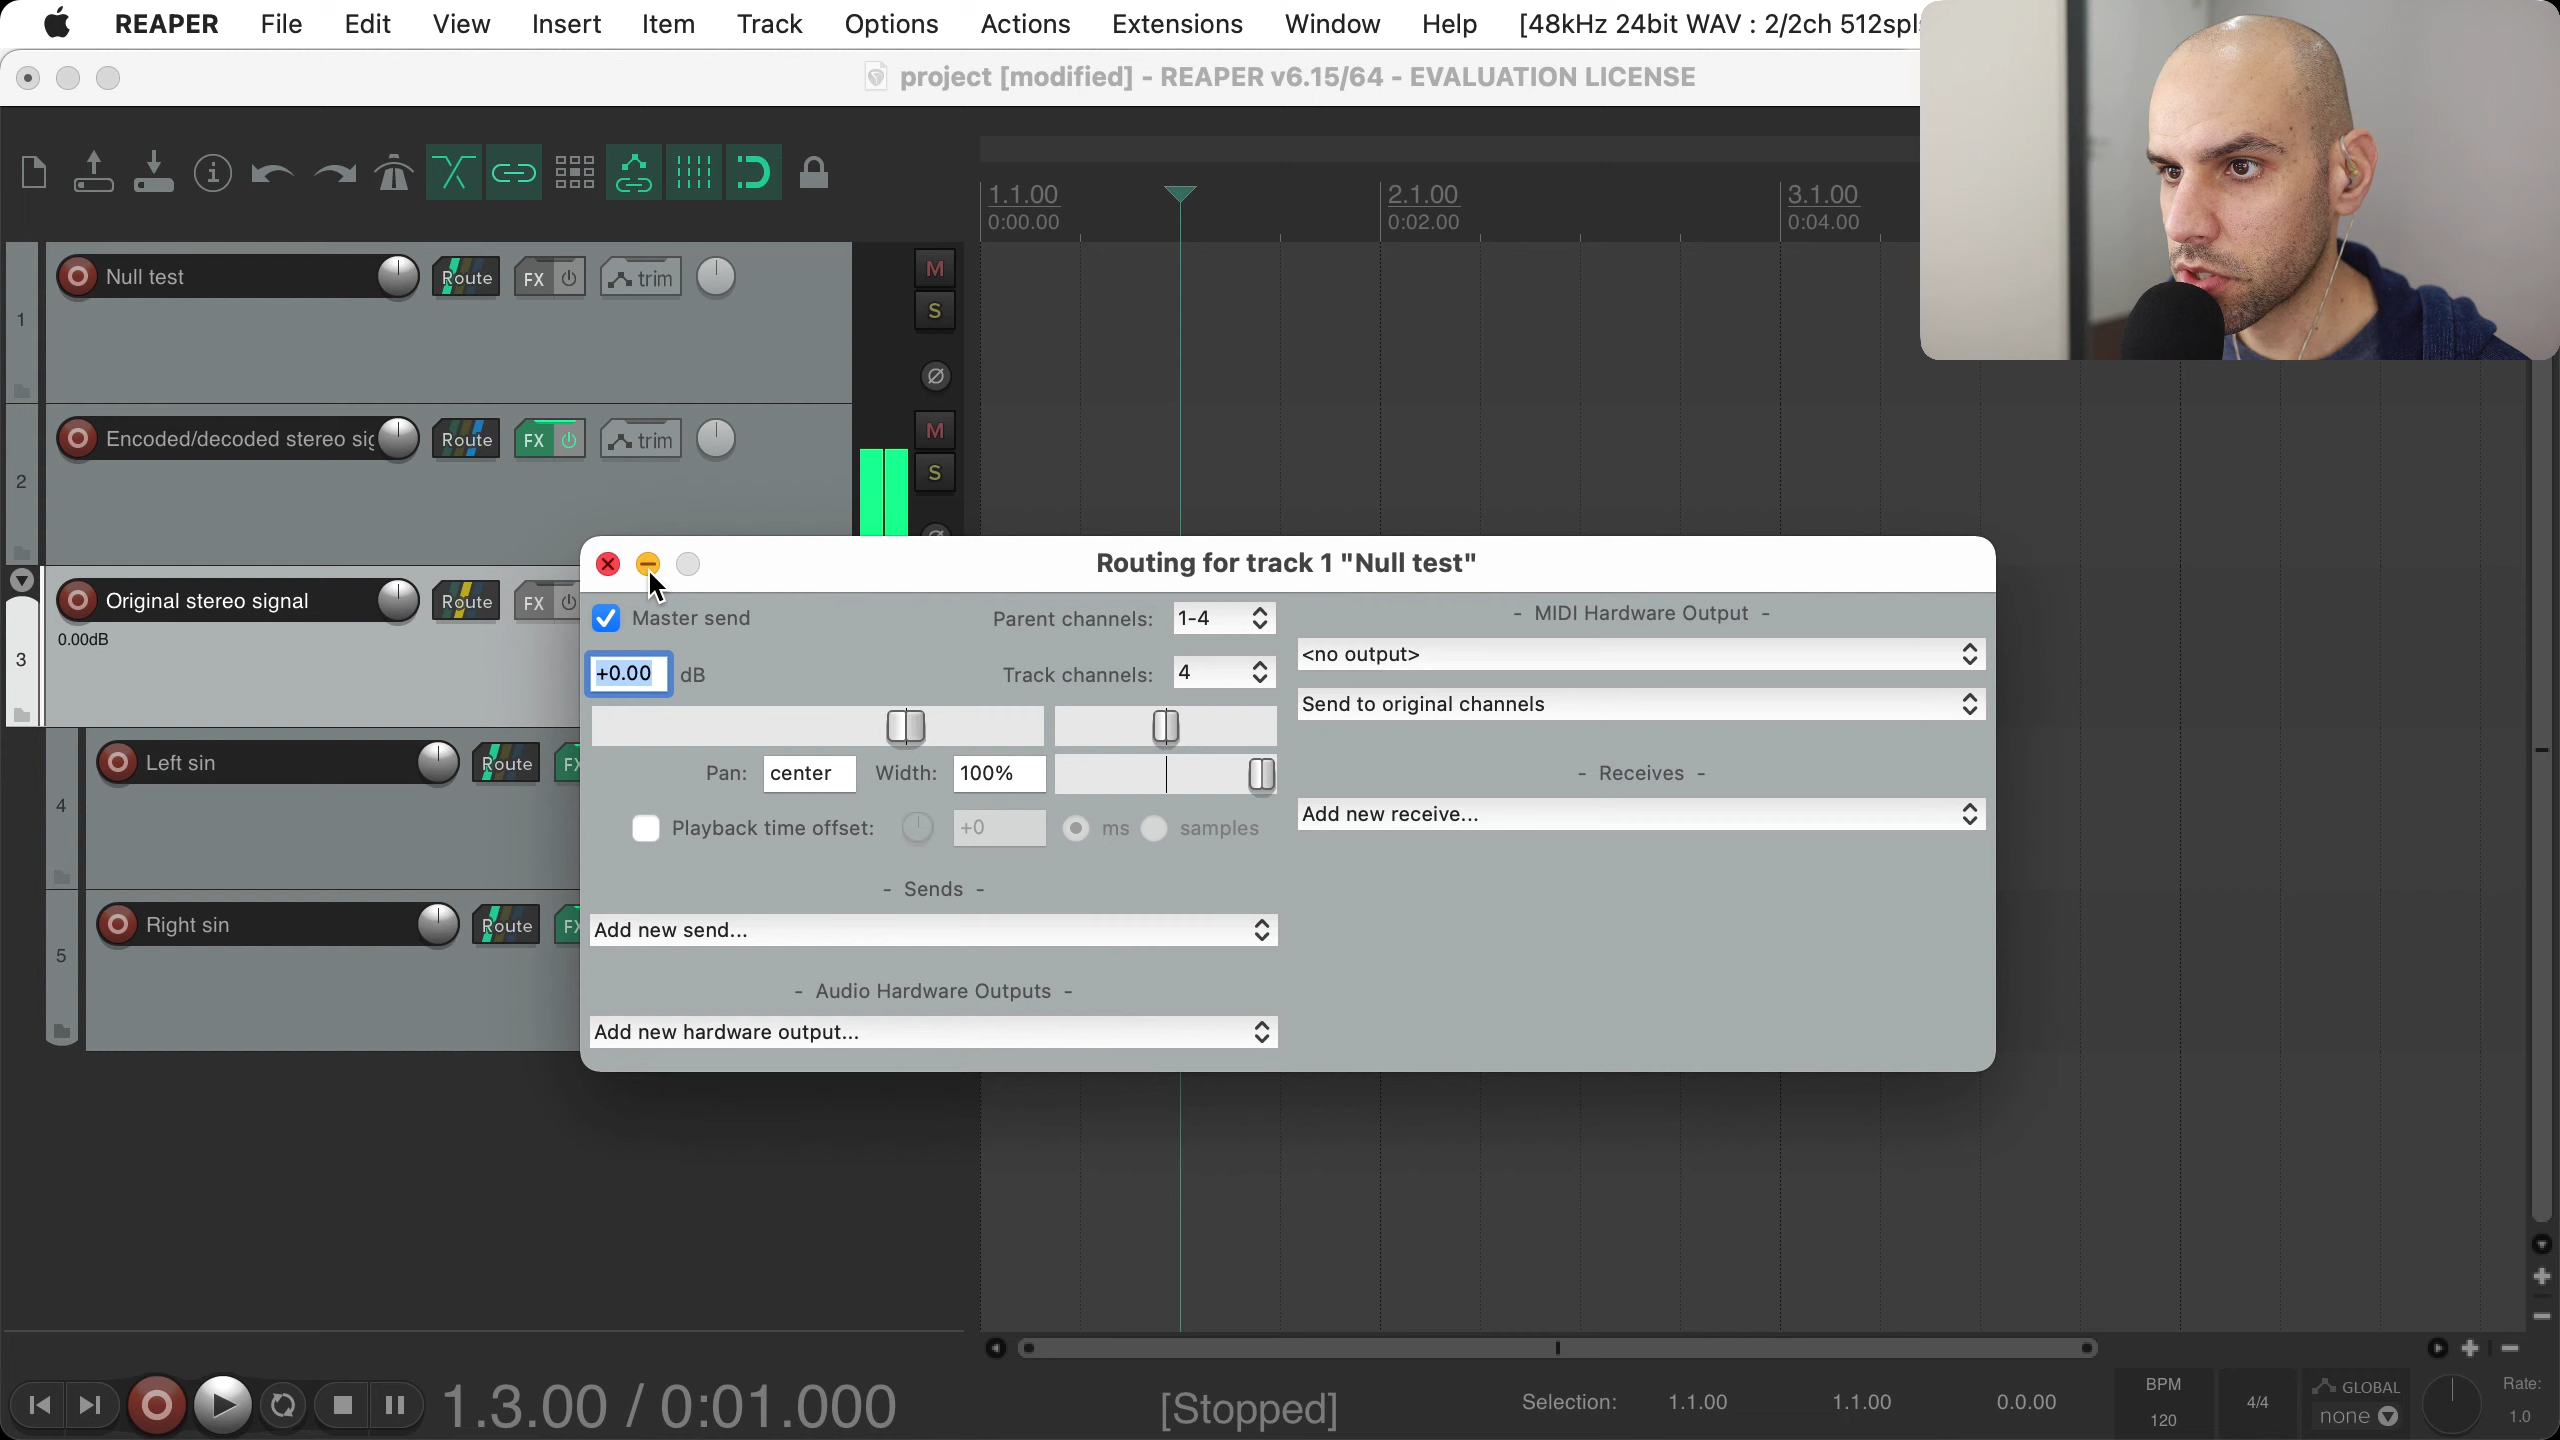 REAPER File Edit View Insert Item Track Options Actions Extensions Window Help [48kHz 24bit WAV : 2/2ch 512spls
project [modified] - REAPER v6.15/64 - EVALUATION LICENSE
1.1.00 2.1.00 3.1.00
0:00.00 0:02.00 0:04.00
1 Null test Route FX trim M
S
2 Encoded/decoded stereo sig Route FX trim M
S
3 Original stereo signal Route FX
0.00dB
4 Left sin Route FX
5 Right sin Route FX
Routing for track 1 "Null test"
Master send Parent channels: 1-4
+0.00 dB Track channels: 4
Pan: center Width: 100%
Playback time offset: +0 ms samples
- Sends -
Add new send...
- Audio Hardware Outputs -
Add new hardware output...
- MIDI Hardware Output -
<no output>
Send to original channels
- Receives -
Add new receive...
1.3.00 / 0:01.000 [Stopped] Selection: 1.1.00 1.1.00 0.0.00
BPM
120
4/4
GLOBAL
none
Rate:
1.0